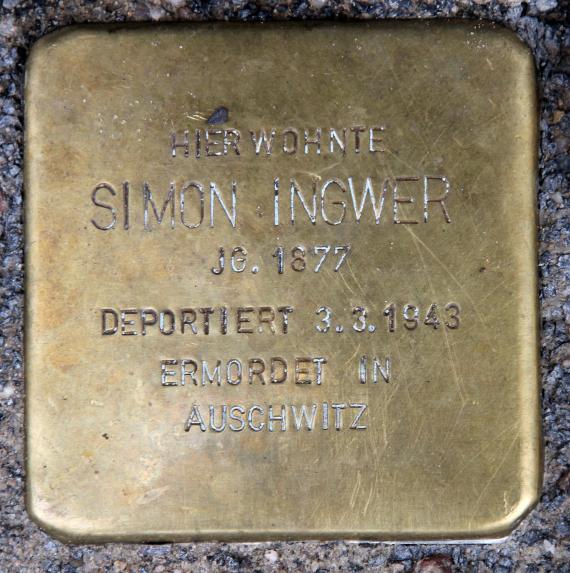 HIER WOHNTE
SIMON INGWER
JG. 1877
DEPORTIERT 3.3.1943
ERMORDET IN
AUSCHWITZ